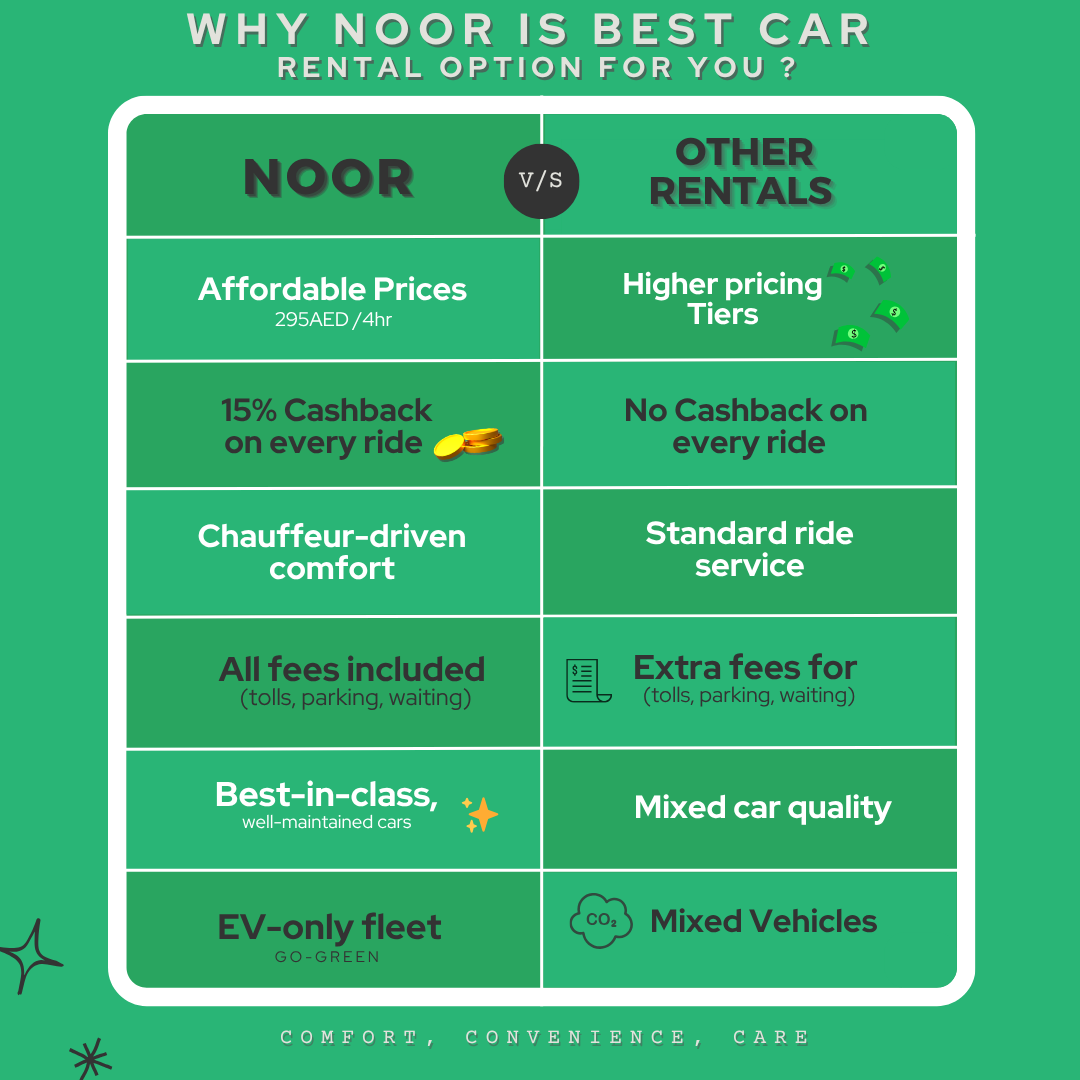 WHY NOOR IS BEST CAR
RENTAL OPTION FOR YOU ?
NOOR
V/S
OTHER
RENTALS
Affordable Prices
295AED /4hr
Higher pricing
Tiers
15% Cashback
on every ride
No Cashback on
every ride
Chauffeur-driven
comfort
Standard ride
service
All fees included
(tolls, parking, waiting)
Extra fees for
(tolls, parking, waiting)
Best-in-class,
well-maintained cars
Mixed car quality
EV-only fleet
GO-GREEN
CO₂
Mixed Vehicles
COMFORT, CONVENIENCE, CARE